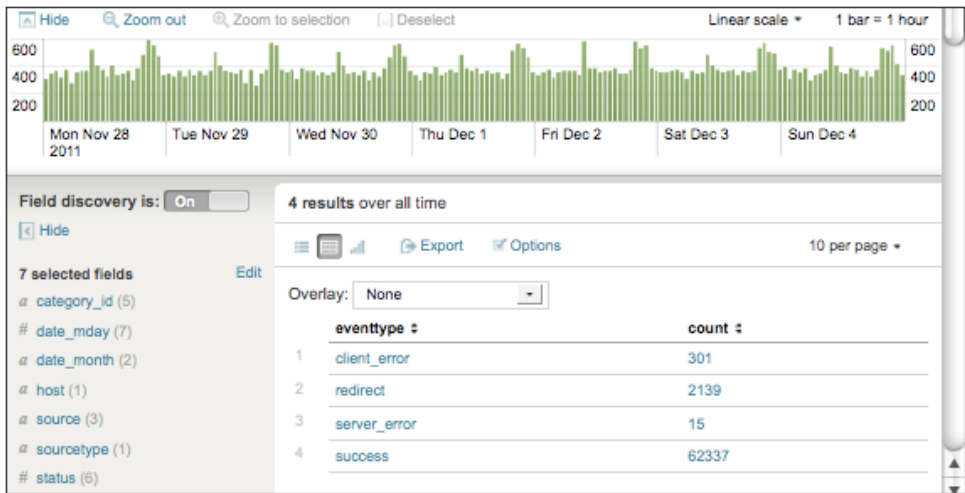 Hide Zoom out Zoom to selection Deselect Linear scale 1 bar = 1 hour
600 600
400 400
200 200
Mon Nov 28 Tue Nov 29 Wed Nov 30 Thu Dec 1 Fri Dec 2 Sat Dec 3 Sun Dec 4
2011
Field discovery is: On
Hide
7 selected fields Edit
a category_id (5)
# date_mday (7)
a date_month (2)
a host (1)
a source (3)
a sourcetype (1)
# status (6)
4 results over all time
Export Options 10 per page
Overlay: None
eventtype count
1 client_error 301
2 redirect 2139
3 server_error 15
4 success 62337